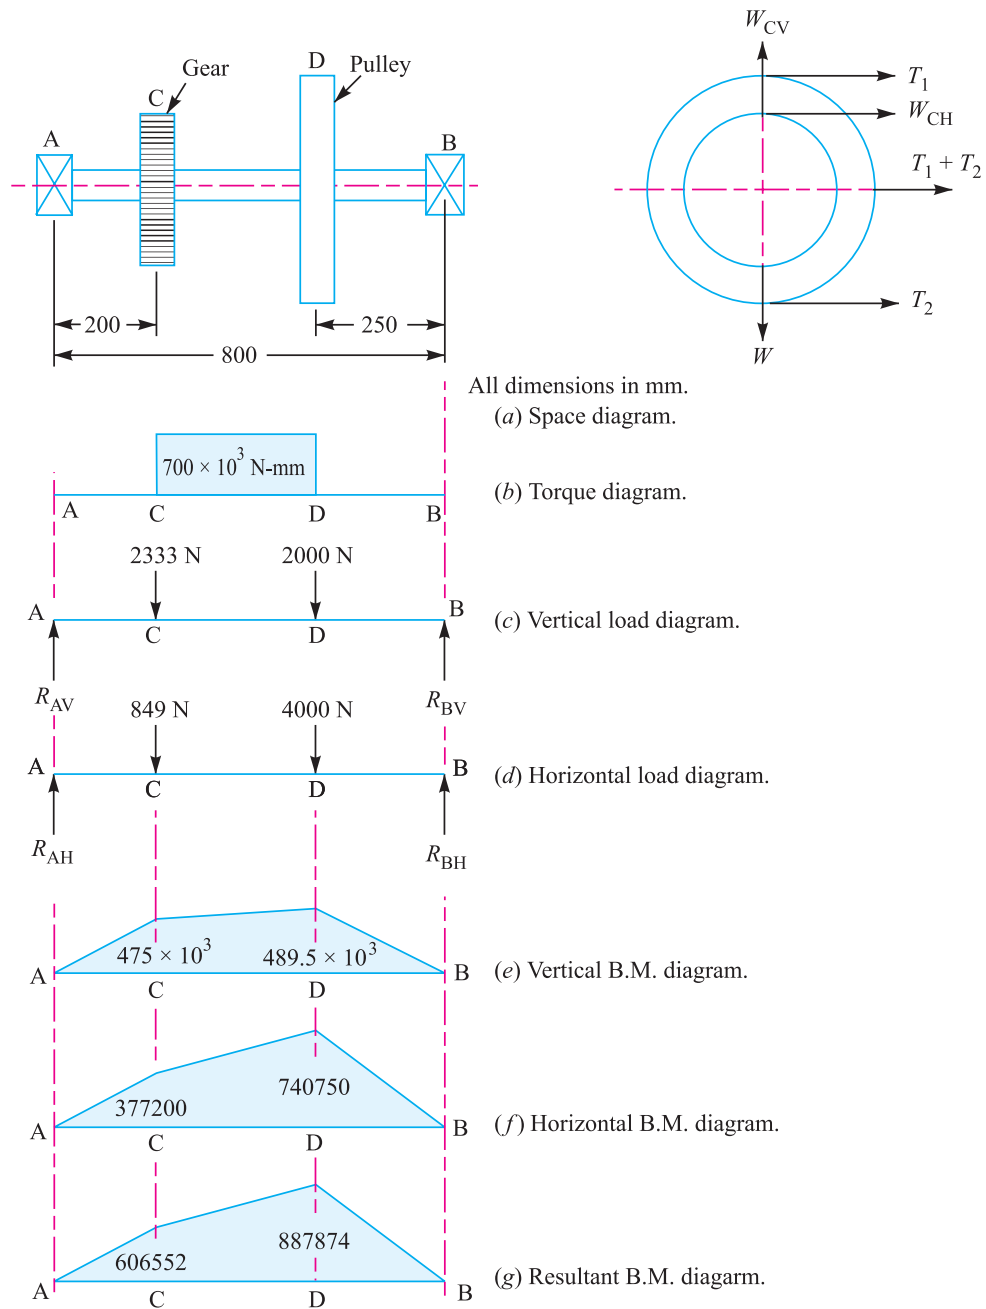 Gear
C
D
Pulley
A
B
200
250
800
W_CV
T_1
W_CH
T_1 + T_2
T_2
W
All dimensions in mm.
(a) Space diagram.
700 × 10^3 N-mm
A C D B
(b) Torque diagram.
2333 N 2000 N
A B
C D
(c) Vertical load diagram.
R_AV R_BV
849 N 4000 N
A B
C D
(d) Horizontal load diagram.
R_AH R_BH
475 × 10^3 489.5 × 10^3
A B
C D
(e) Vertical B.M. diagram.
377200 740750
A B
C D
(f) Horizontal B.M. diagram.
606552 887874
A B
C D
(g) Resultant B.M. diagarm.